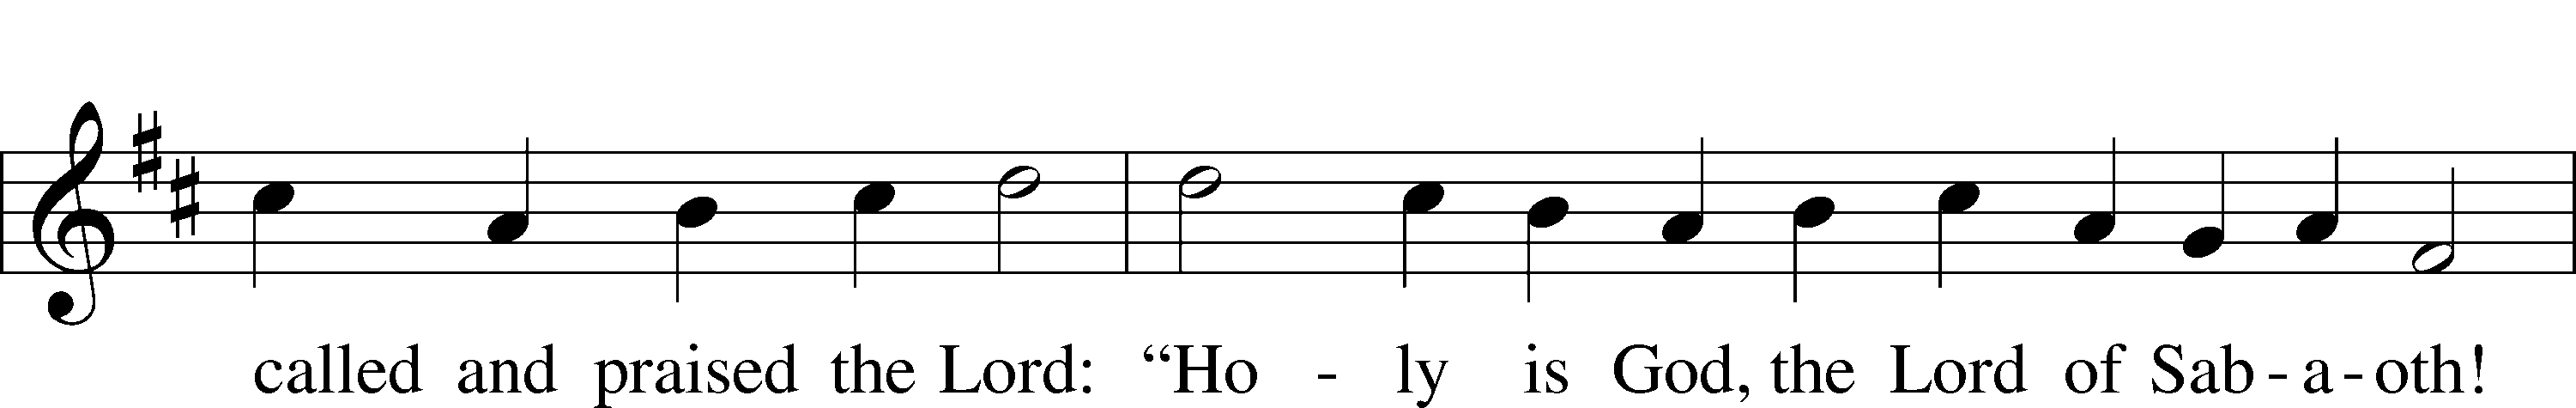 called and praised the Lord: “Ho - ly is God, the Lord of Sab - a - oth!